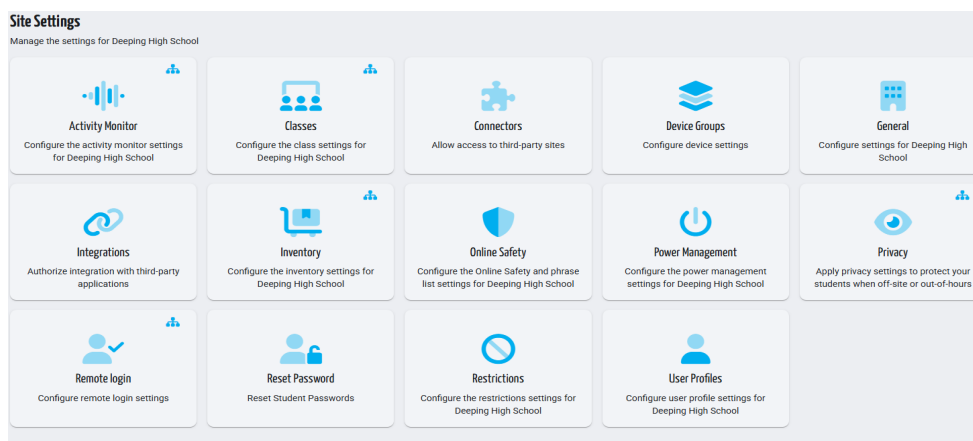 Site Settings
Manage the settings for Deeping High School
Activity Monitor
Configure the activity monitor settings
for Deeping High School
Classes
Configure the class settings for
Deeping High School
Connectors
Allow access to third-party sites
Device Groups
Configure device settings
General
Configure settings for Deeping High
School
Integrations
Authorize integration with third-party
applications
Inventory
Configure the inventory settings for
Deeping High School
Online Safety
Configure the Online Safety and phrase
list settings for Deeping High School
Power Management
Configure the power management
settings for Deeping High School
Privacy
Apply privacy settings to protect your
students when off-site or out-of-hours
Remote login
Configure remote login settings
Reset Password
Reset Student Passwords
Restrictions
Configure the restrictions settings for
Deeping High School
User Profiles
Configure user profile settings for
Deeping High School